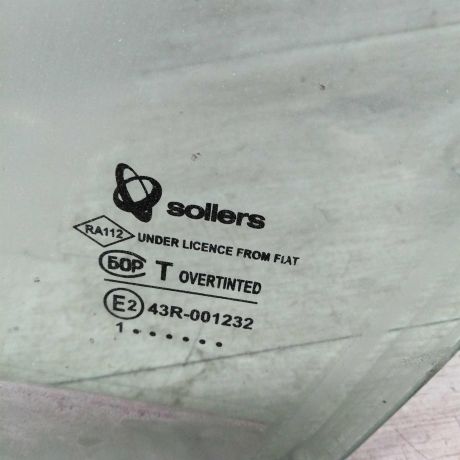 sollers
RA112 UNDER LICENCE FROM FIAT
БОР T OVERTINTED
E2 43R-001232
1 . . . . . .